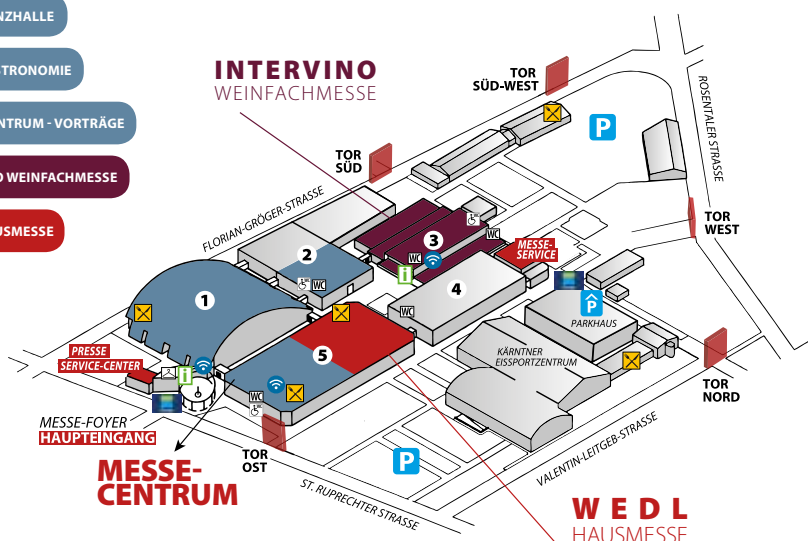 NZHALLE
STRONOMIE
NTRUM - VORTRÄGE
WEINFACHMESSE
USMESSE
INTERVINO
WEINFACHMESSE
TOR
SÜD-WEST
P
ROSENTALER STRASSE
TOR
SÜD
FLORIAN-GRÖGER-STRASSE
TOR
WEST
3
WC
2
WC
i
WC
MESSE-
SERVICE
4
1
WC
P
PARKHAUS
5
KÄRNTNER
EISSPORTZENTRUM
PRESSE
SERVICE-CENTER
i
WC
TOR
NORD
MESSE-FOYER
HAUPTEINGANG
TOR
OST
P
VALENTIN-LEITGEB-STRASSE
MESSE-
CENTRUM
ST. RUPRECHTER STRASSE
WEDL
HAUSMESSE